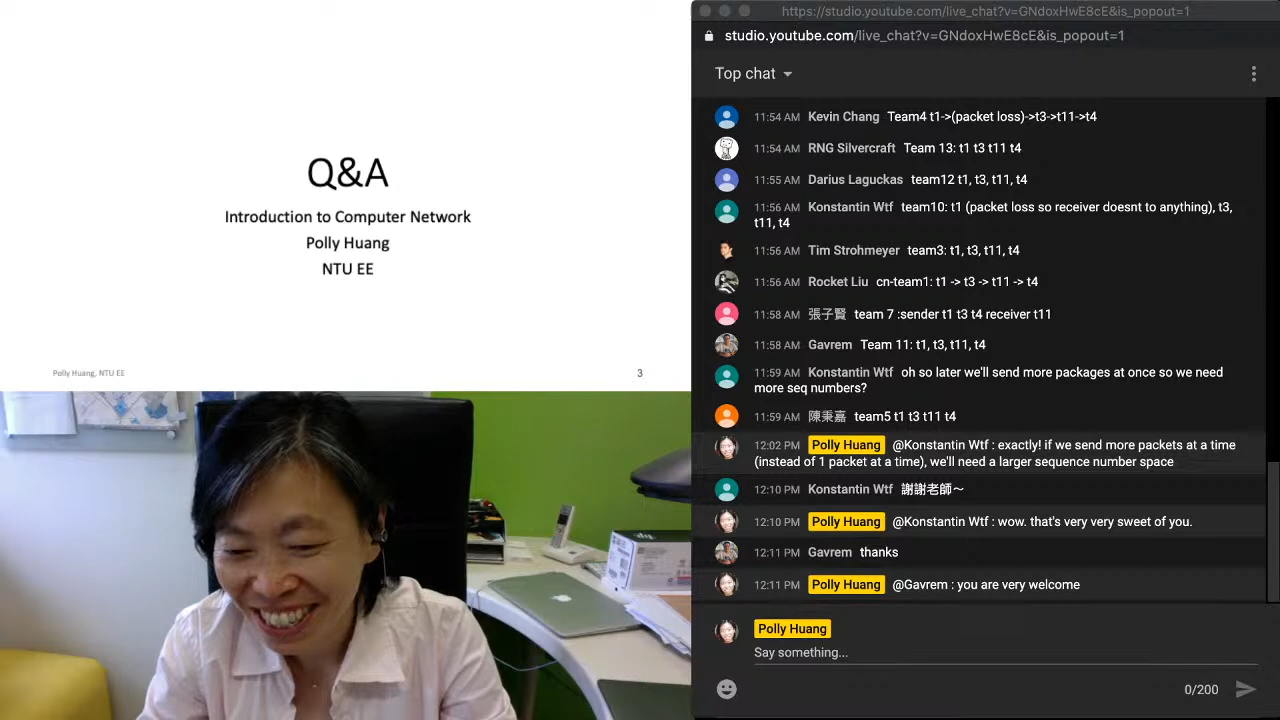 Q&A
Introduction to Computer Network
Polly Huang
NTU EE
Polly Huang, NTU EE
3
https://studio.youtube.com/live_chat?v=GNdoxHwE8cE&is_popout=1
studio.youtube.com/live_chat?v=GNdoxHwE8cE&is_popout=1
Top chat
11:54 AM Kevin Chang Team4 t1->(packet loss)->t3->t11->t4
11:54 AM RNG Silvercraft Team 13: t1 t3 t11 t4
11:55 AM Darius Laguckas team12 t1, t3, t11, t4
11:56 AM Konstantin Wtf team10: t1 (packet loss so receiver doesnt to anything), t3,
t11, t4
11:56 AM Tim Strohmeyer team3: t1, t3, t11, t4
11:56 AM Rocket Liu cn-team1: t1 -> t3 -> t11 -> t4
11:58 AM 張子賢 team 7 :sender t1 t3 t4 receiver t11
11:58 AM Gavrem Team 11: t1, t3, t11, t4
11:59 AM Konstantin Wtf oh so later we'll send more packages at once so we need
more seq numbers?
11:59 AM 陳秉嘉 team5 t1 t3 t11 t4
12:02 PM Polly Huang @Konstantin Wtf : exactly! if we send more packets at a time
(instead of 1 packet at a time), we'll need a larger sequence number space
12:10 PM Konstantin Wtf 謝謝老師～
12:10 PM Polly Huang @Konstantin Wtf : wow. that's very very sweet of you.
12:11 PM Gavrem thanks
12:11 PM Polly Huang @Gavrem : you are very welcome
Polly Huang
Say something...
0/200